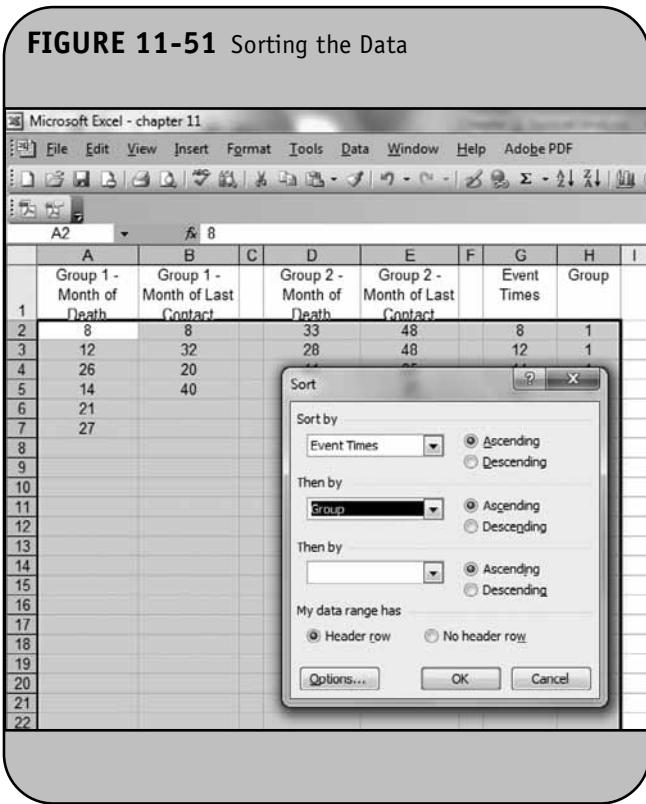 FIGURE 11-51 Sorting the Data
Microsoft Excel - chapter 11
File Edit View Insert Format Tools Data Window Help Adobe PDF
A2 fx 8
A B C D E F G H I
1 Group 1 - Month of Death Group 1 - Month of Last Contact Group 2 - Month of Death Group 2 - Month of Last Contact Event Times Group
2 8 8 33 48 8 1
3 12 32 28 48 12 1
4 26 20
5 14 40
6 21
7 27
8
9
10
11
12
13
14
15
16
17
18
19
20
21
22
Sort
Sort by
Event Times Ascending
Descending
Then by
Group Ascending
Descending
Then by
Ascending
Descending
My data range has
Header row No header row
Options... OK Cancel